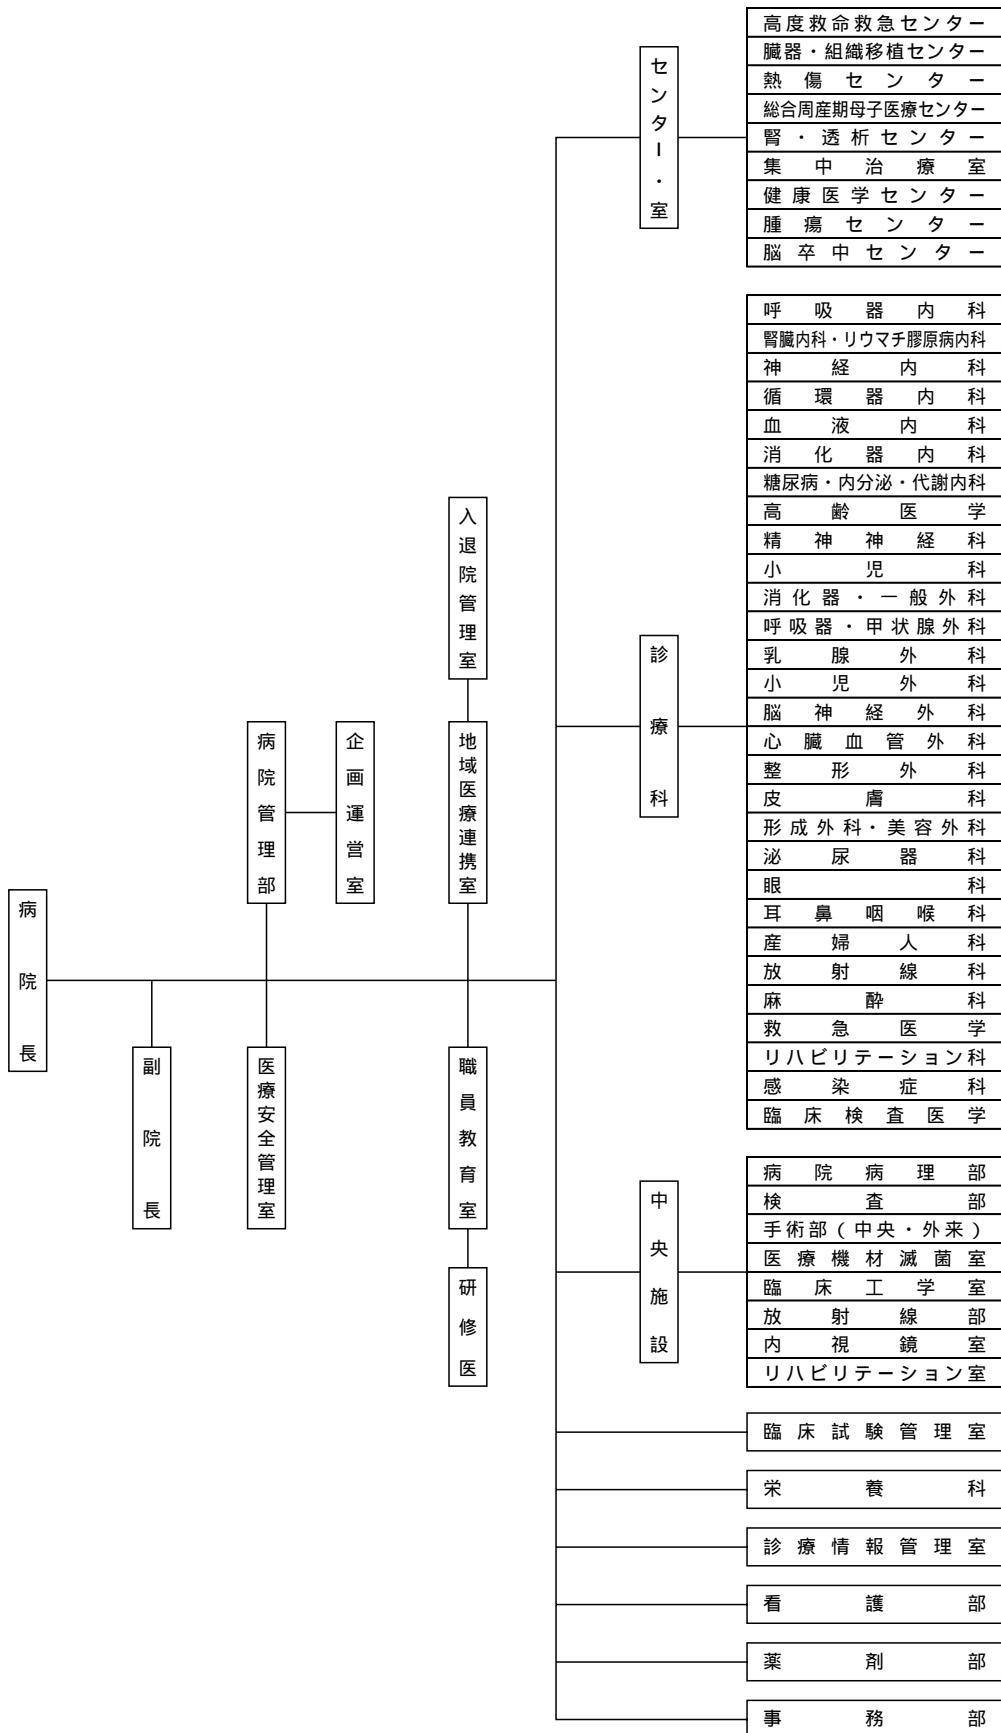 病院長
副院長
病院管理部
企画運営室
医療安全管理室
入退院管理室
地域医療連携室
職員教育室
研修医
センター・室
高度救命救急センター
臓器・組織移植センター
熱傷センター
総合周産期母子医療センター
腎・透析センター
集中治療室
健康医学センター
腫瘍センター
脳卒中センター
診療科
呼吸器内科
腎臓内科・リウマチ膠原病内科
神経内科
循環器内科
血液内科
消化器内科
糖尿病・内分泌・代謝内科
高齢医学
精神神経科
小児科
消化器・一般外科
呼吸器・甲状腺外科
乳腺外科
小児外科
脳神経外科
心臓血管外科
整形外科
皮膚科
形成外科・美容外科
泌尿器科
眼科
耳鼻咽喉科
産婦人科
放射線科
麻酔科
救急医学
リハビリテーション科
感染症科
臨床検査医学
中央施設
病院病理部
検査部
手術部(中央・外来)
医療機材滅菌室
臨床工学室
放射線部
内視鏡室
リハビリテーション室
臨床試験管理室
栄養科
診療情報管理室
看護部
薬剤部
事務部